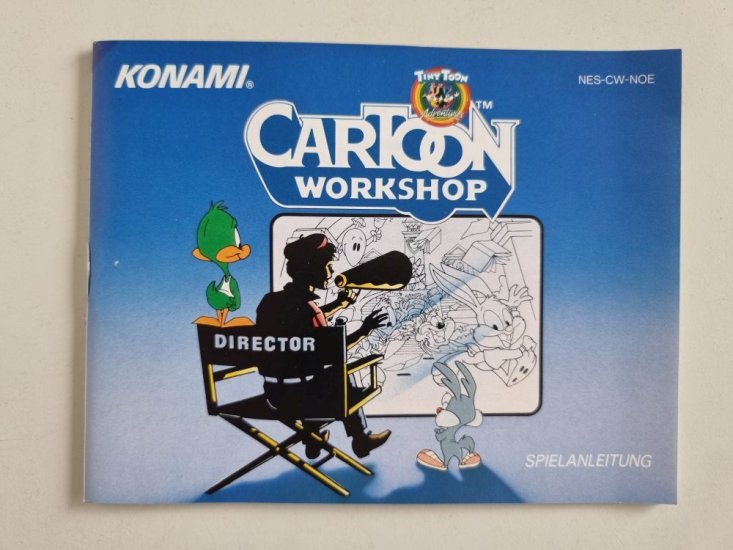 KONAMI®
NES-CW-NOE
TINY TOON
Adventures
CARTOON™
WORKSHOP
DIRECTOR
SPIELANLEITUNG